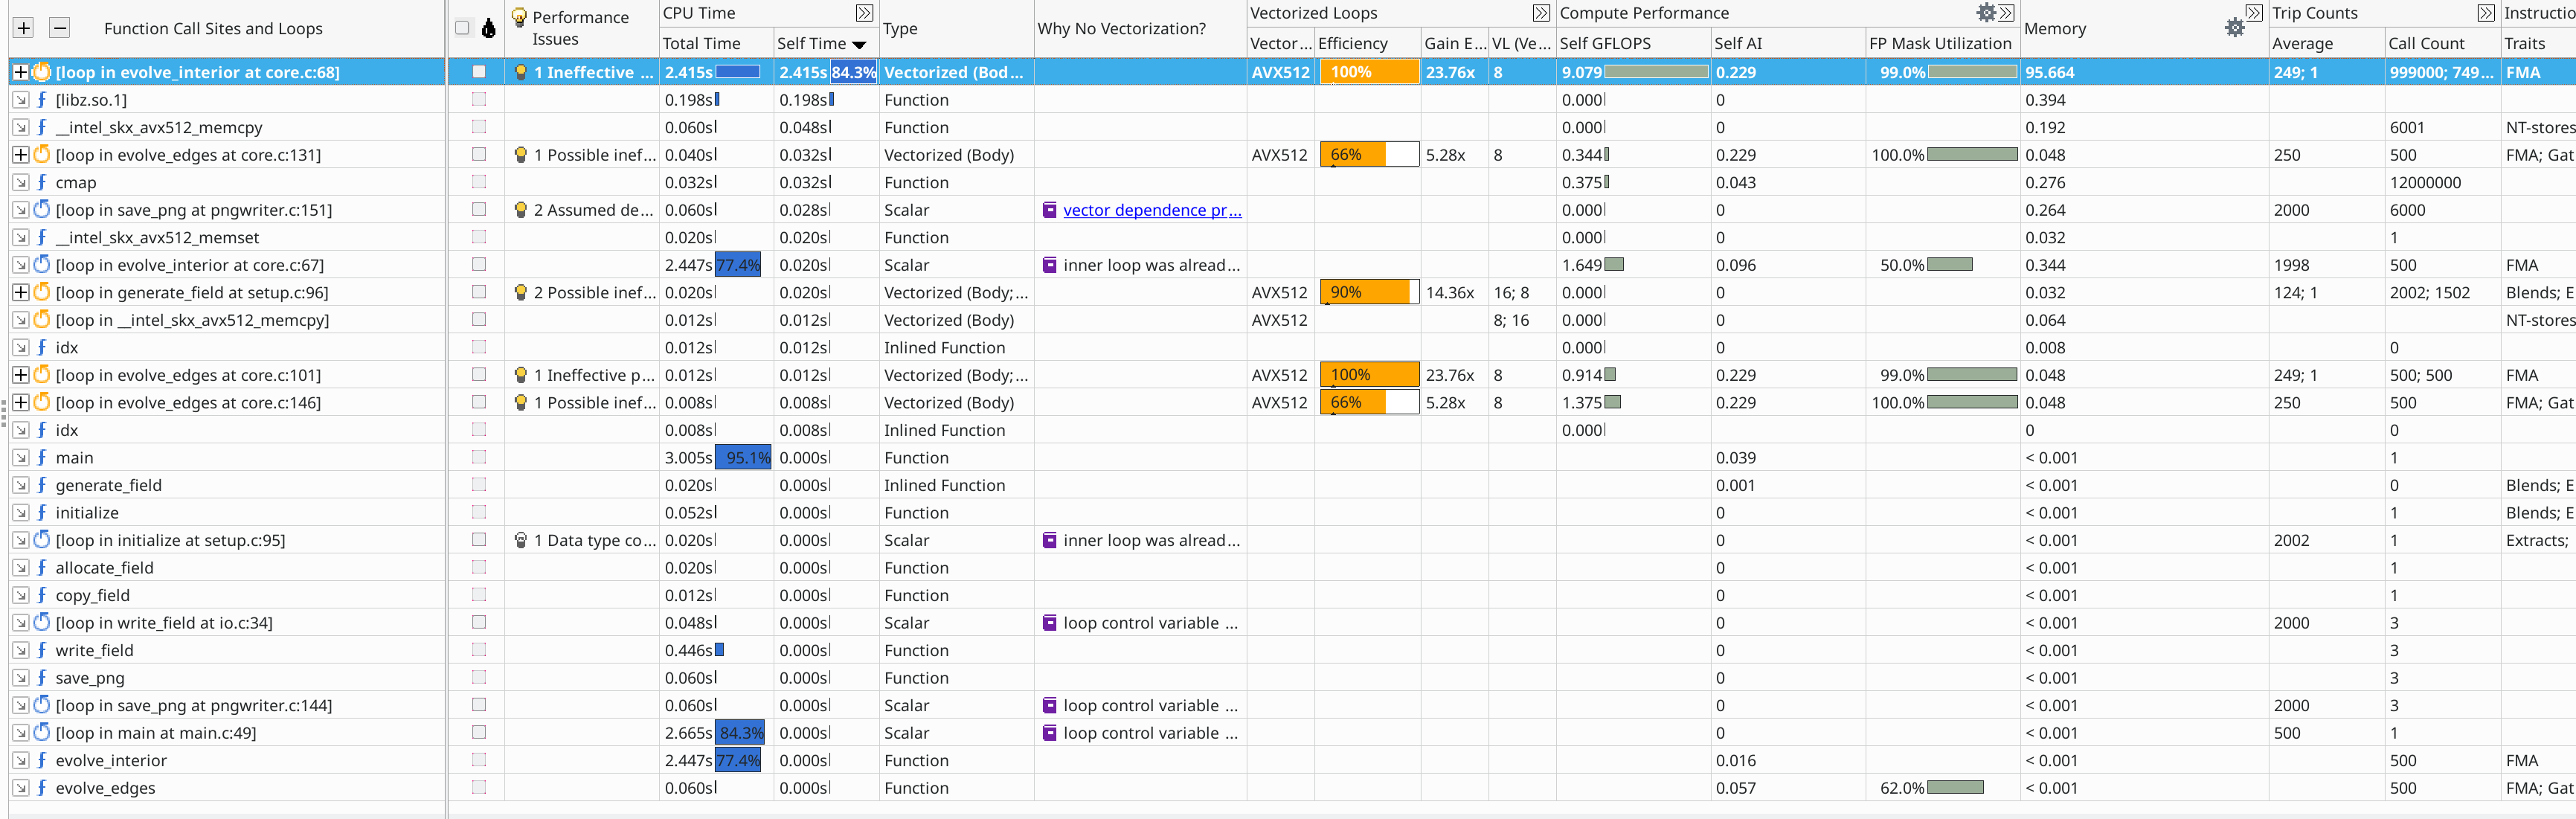 Function Call Sites and Loops Performance Issues CPU Time Type Why No Vectorization? Vectorized Loops Compute Performance Memory Trip Counts Instructio
Total Time Self Time Vector... Efficiency Gain E... VL (Ve... Self GFLOPS Self AI FP Mask Utilization Average Call Count Traits
[loop in evolve_interior at core.c:68] 1 Ineffective ... 2.415s 2.415s 84.3% Vectorized (Bod... AVX512 100% 23.76x 8 9.079 0.229 99.0% 95.664 249; 1 999000; 749... FMA
[libz.so.1] 0.198s 0.198s Function 0.000 0 0.394
__intel_skx_avx512_memcpy 0.060s 0.048s Function 0.000 0 0.192 6001 NT-stores
[loop in evolve_edges at core.c:131] 1 Possible inef... 0.040s 0.032s Vectorized (Body) AVX512 66% 5.28x 8 0.344 0.229 100.0% 0.048 250 500 FMA; Gat
cmap 0.032s 0.032s Function 0.375 0.043 0.276 12000000
[loop in save_png at pngwriter.c:151] 2 Assumed de... 0.060s 0.028s Scalar vector dependence pr... 0.000 0 0.264 2000 6000
__intel_skx_avx512_memset 0.020s 0.020s Function 0.000 0 0.032 1
[loop in evolve_interior at core.c:67] 2.447s 77.4% 0.020s Scalar inner loop was alread... 1.649 0.096 50.0% 0.344 1998 500 FMA
[loop in generate_field at setup.c:96] 2 Possible inef... 0.020s 0.020s Vectorized (Body;... AVX512 90% 14.36x 16; 8 0.000 0 0.032 124; 1 2002; 1502 Blends; E
[loop in __intel_skx_avx512_memcpy] 0.012s 0.012s Vectorized (Body) AVX512 8; 16 0.000 0 0.064 NT-stores
idx 0.012s 0.012s Inlined Function 0.000 0 0.008 0
[loop in evolve_edges at core.c:101] 1 Ineffective p... 0.012s 0.012s Vectorized (Body;... AVX512 100% 23.76x 8 0.914 0.229 99.0% 0.048 249; 1 500; 500 FMA
[loop in evolve_edges at core.c:146] 1 Possible inef... 0.008s 0.008s Vectorized (Body) AVX512 66% 5.28x 8 1.375 0.229 100.0% 0.048 250 500 FMA; Gat
idx 0.008s 0.008s Inlined Function 0.000 0 0
main 3.005s 95.1% 0.000s Function 0.039 < 0.001 1
generate_field 0.020s 0.000s Inlined Function 0.001 < 0.001 0 Blends; E
initialize 0.052s 0.000s Function 0 < 0.001 1 Blends; E
[loop in initialize at setup.c:95] 1 Data type co... 0.020s 0.000s Scalar inner loop was alread... 0 < 0.001 2002 1 Extracts;
allocate_field 0.020s 0.000s Function 0 < 0.001 1
copy_field 0.012s 0.000s Function 0 < 0.001 1
[loop in write_field at io.c:34] 0.048s 0.000s Scalar loop control variable ... 0 < 0.001 2000 3
write_field 0.446s 0.000s Function 0 < 0.001 3
save_png 0.060s 0.000s Function 0 < 0.001 3
[loop in save_png at pngwriter.c:144] 0.060s 0.000s Scalar loop control variable ... 0 < 0.001 2000 3
[loop in main at main.c:49] 2.665s 84.3% 0.000s Scalar loop control variable ... 0 < 0.001 500 1
evolve_interior 2.447s 77.4% 0.000s Function 0.016 < 0.001 500 FMA
evolve_edges 0.060s 0.000s Function 0.057 62.0% < 0.001 500 FMA; Gat